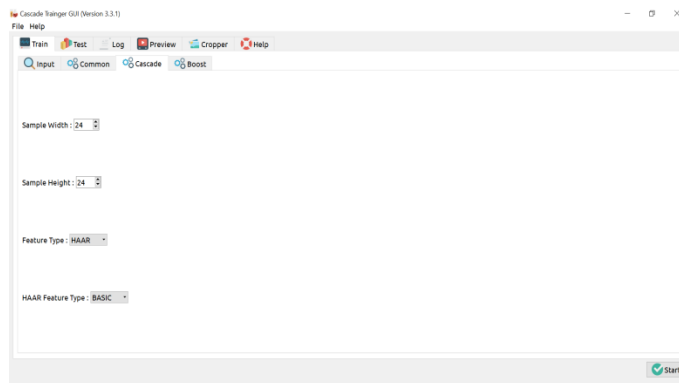 Cascade Trainger GUI (Version 3.3.1)
File Help
Train Test Log Preview Cropper Help
Input Common Cascade Boost
Sample Width : 24
Sample Height : 24
Feature Type : HAAR
HAAR Feature Type : BASIC
Start